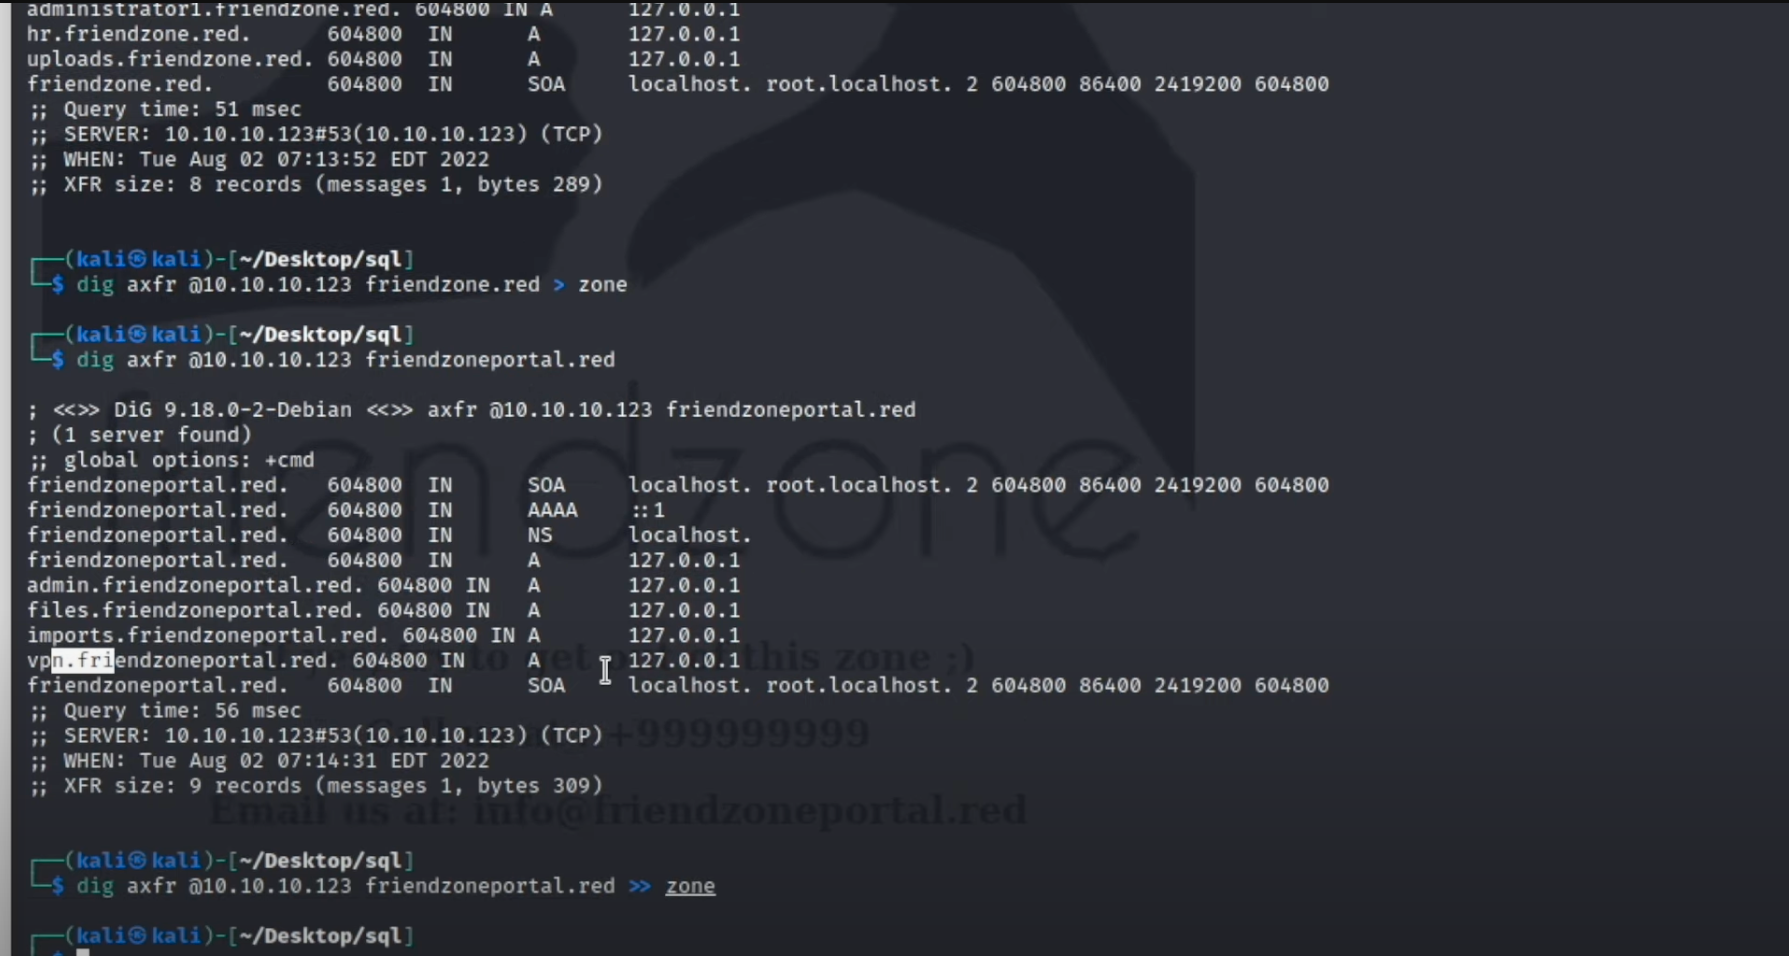 administrator1.friendzone.red. 604800 IN A 127.0.0.1
hr.friendzone.red. 604800 IN A 127.0.0.1
uploads.friendzone.red. 604800 IN A 127.0.0.1
friendzone.red. 604800 IN SOA localhost. root.localhost. 2 604800 86400 2419200 604800
;; Query time: 51 msec
;; SERVER: 10.10.10.123#53(10.10.10.123) (TCP)
;; WHEN: Tue Aug 02 07:13:52 EDT 2022
;; XFR size: 8 records (messages 1, bytes 289)
┌──(kali㉿kali)-[~/Desktop/sql]
└─$ dig axfr @10.10.10.123 friendzone.red > zone
┌──(kali㉿kali)-[~/Desktop/sql]
└─$ dig axfr @10.10.10.123 friendzoneportal.red
; <<>> DiG 9.18.0-2-Debian <<>> axfr @10.10.10.123 friendzoneportal.red
; (1 server found)
;; global options: +cmd
friendzoneportal.red. 604800 IN SOA localhost. root.localhost. 2 604800 86400 2419200 604800
friendzoneportal.red. 604800 IN AAAA ::1
friendzoneportal.red. 604800 IN NS localhost.
friendzoneportal.red. 604800 IN A 127.0.0.1
admin.friendzoneportal.red. 604800 IN A 127.0.0.1
files.friendzoneportal.red. 604800 IN A 127.0.0.1
imports.friendzoneportal.red. 604800 IN A 127.0.0.1
vpn.friendzoneportal.red. 604800 IN A 127.0.0.1
friendzoneportal.red. 604800 IN SOA localhost. root.localhost. 2 604800 86400 2419200 604800
;; Query time: 56 msec
;; SERVER: 10.10.10.123#53(10.10.10.123) (TCP)
;; WHEN: Tue Aug 02 07:14:31 EDT 2022
;; XFR size: 9 records (messages 1, bytes 309)
┌──(kali㉿kali)-[~/Desktop/sql]
└─$ dig axfr @10.10.10.123 friendzoneportal.red >> zone
┌──(kali㉿kali)-[~/Desktop/sql]
└─$
friendzone
to get this zone ;)
+999999999
Email us at: info@friendzoneportal.red